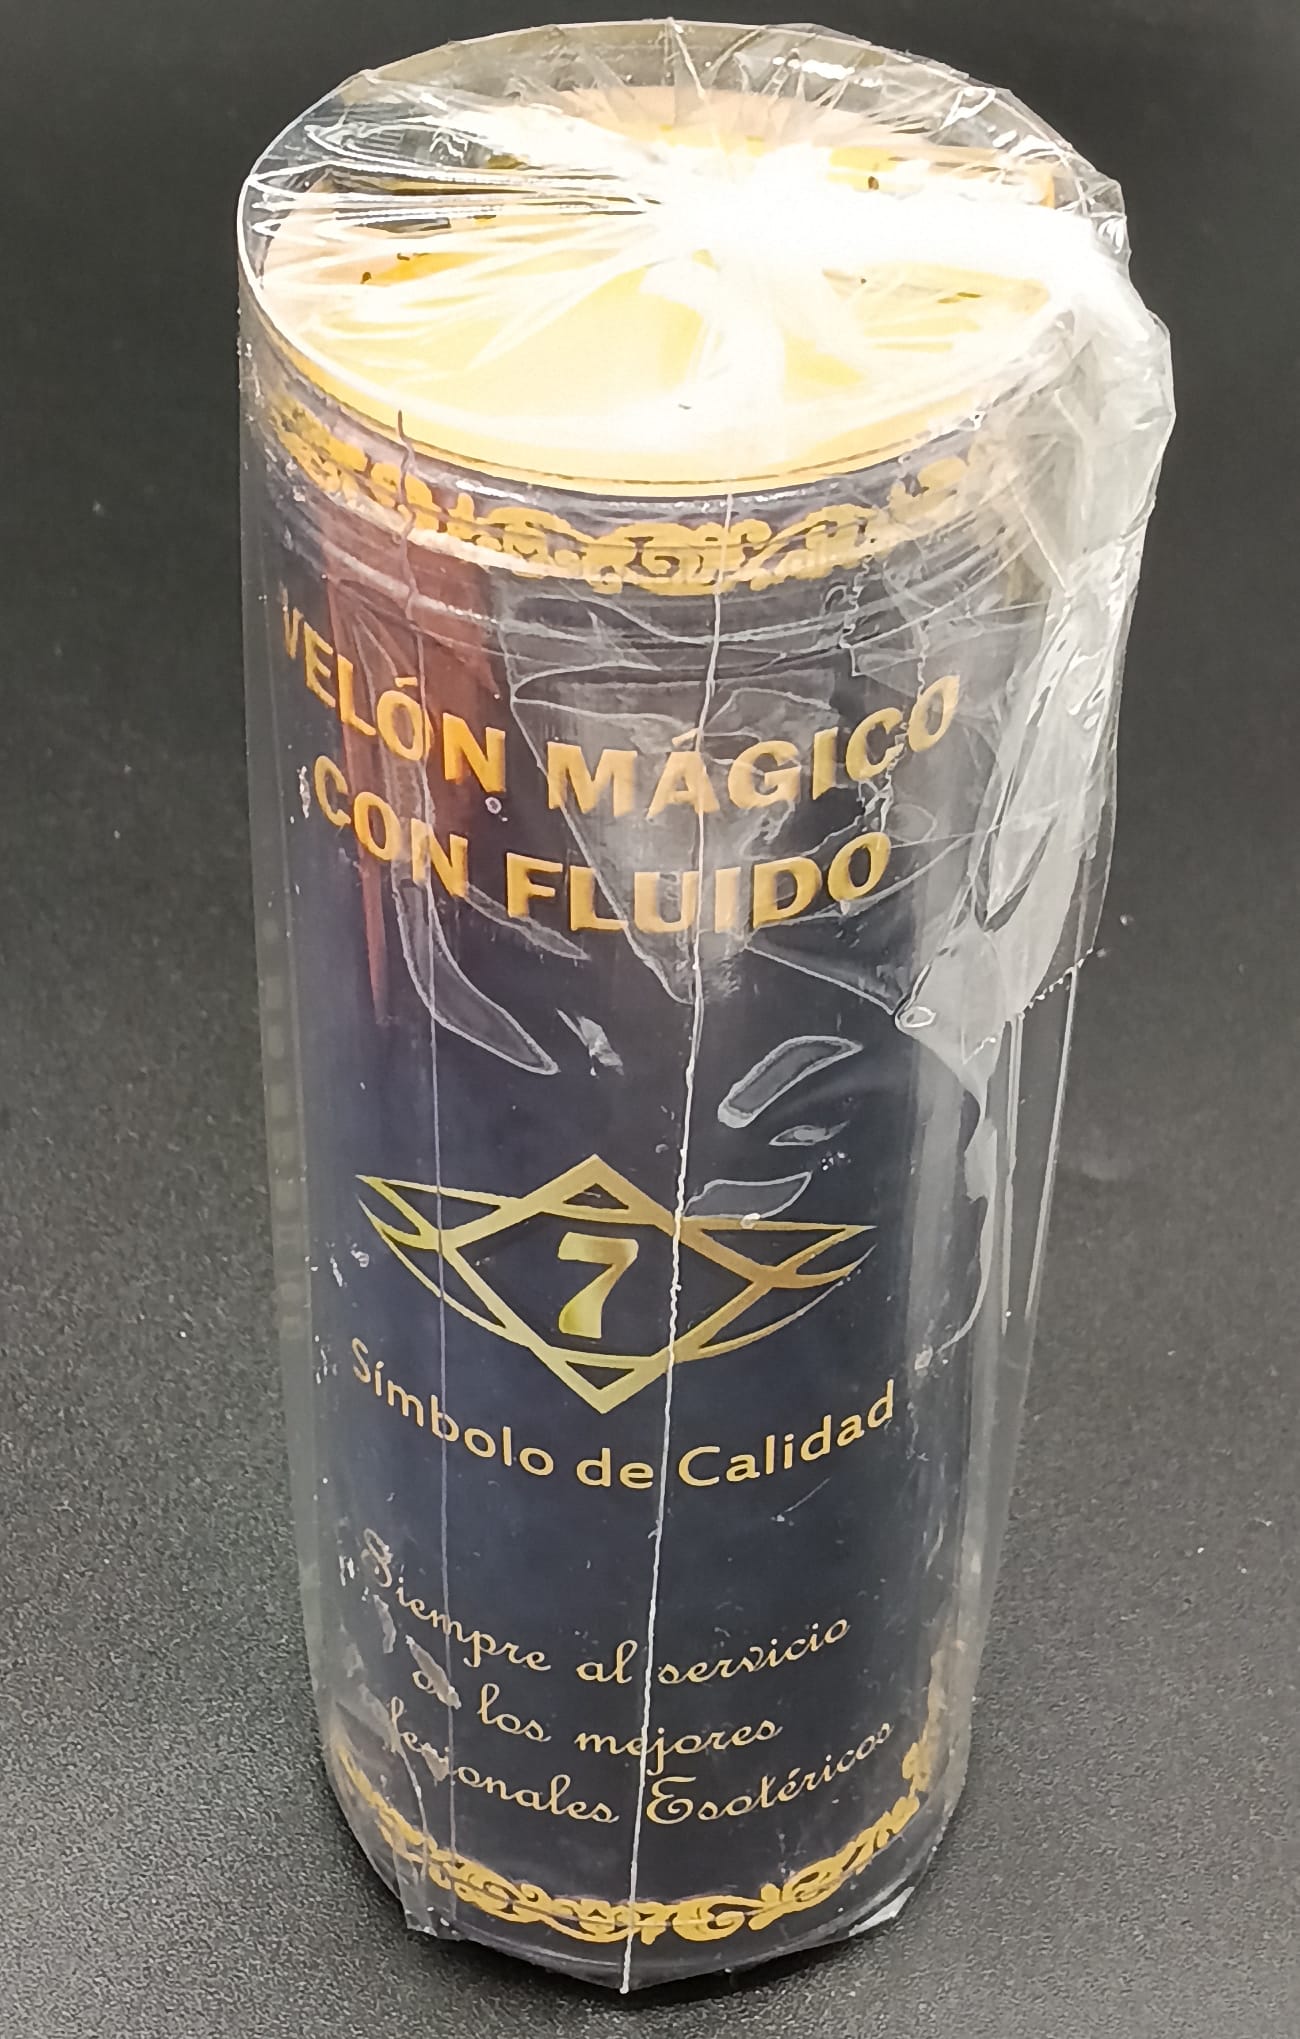 VELÓN MÁGICO
CON FLUIDO
7
Símbolo de Calidad
Siempre al servicio
los mejores
Esotéricos